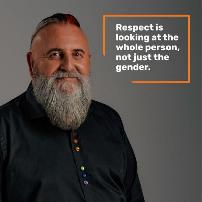 Respect is
looking at the
whole person,
not just the
gender.